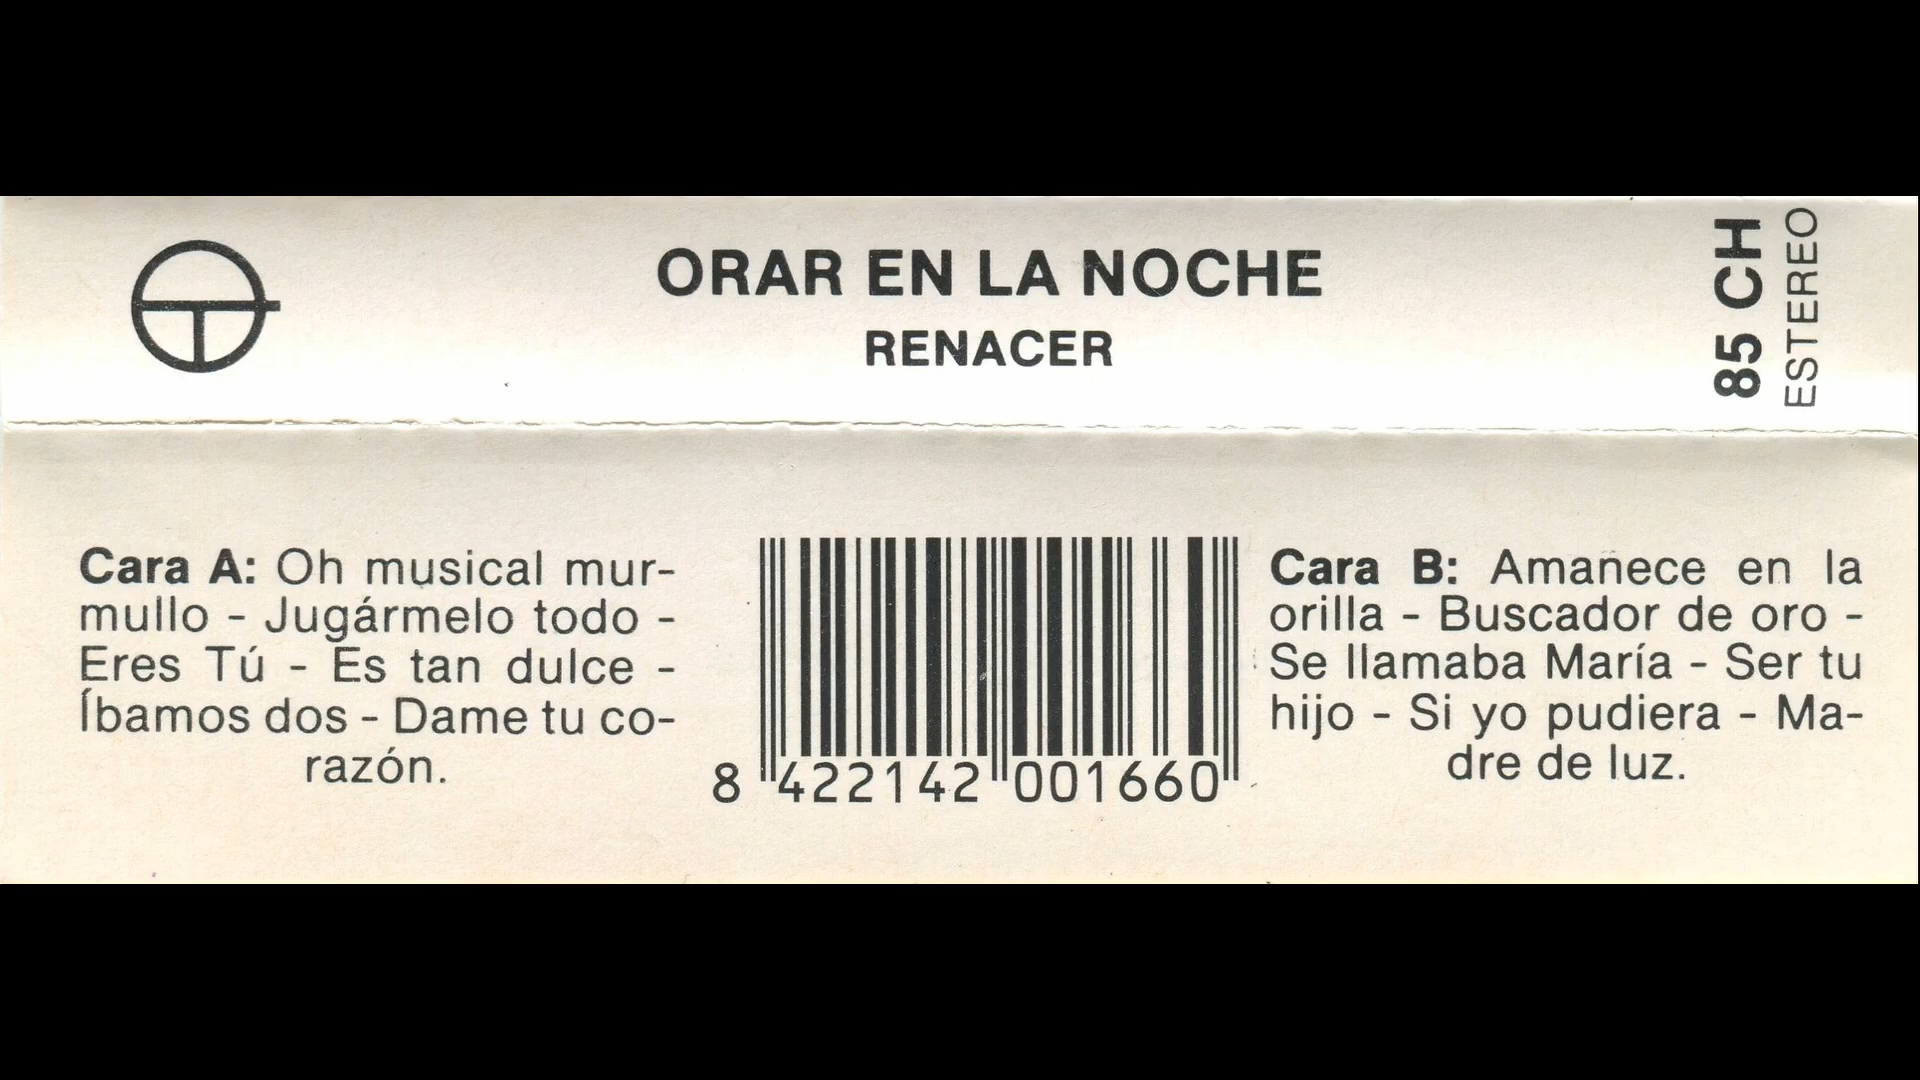 ORAR EN LA NOCHE
RENACER
85 CH
ESTEREO
Cara A: Oh musical mur-
mullo - Jugármelo todo -
Eres Tú - Es tan dulce -
Íbamos dos - Dame tu co-
razón.
8 422142 001660
Cara B: Amanece en la
orilla - Buscador de oro -
Se llamaba María - Ser tu
hijo - Si yo pudiera - Ma-
dre de luz.